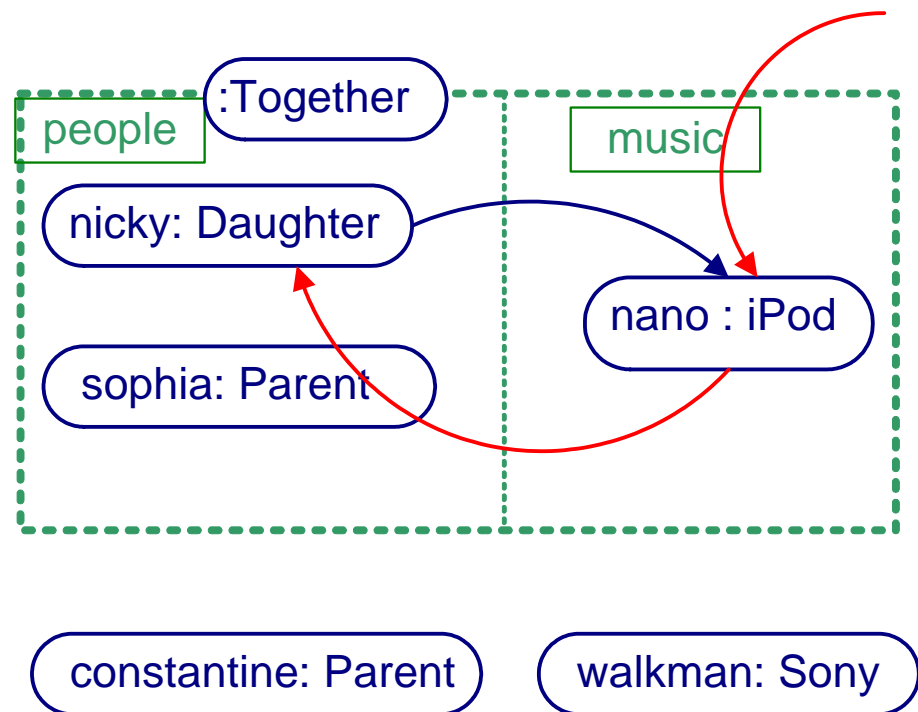 :Together
people
music
nicky: Daughter
nano : iPod
sophia: Parent
constantine: Parent
walkman: Sony